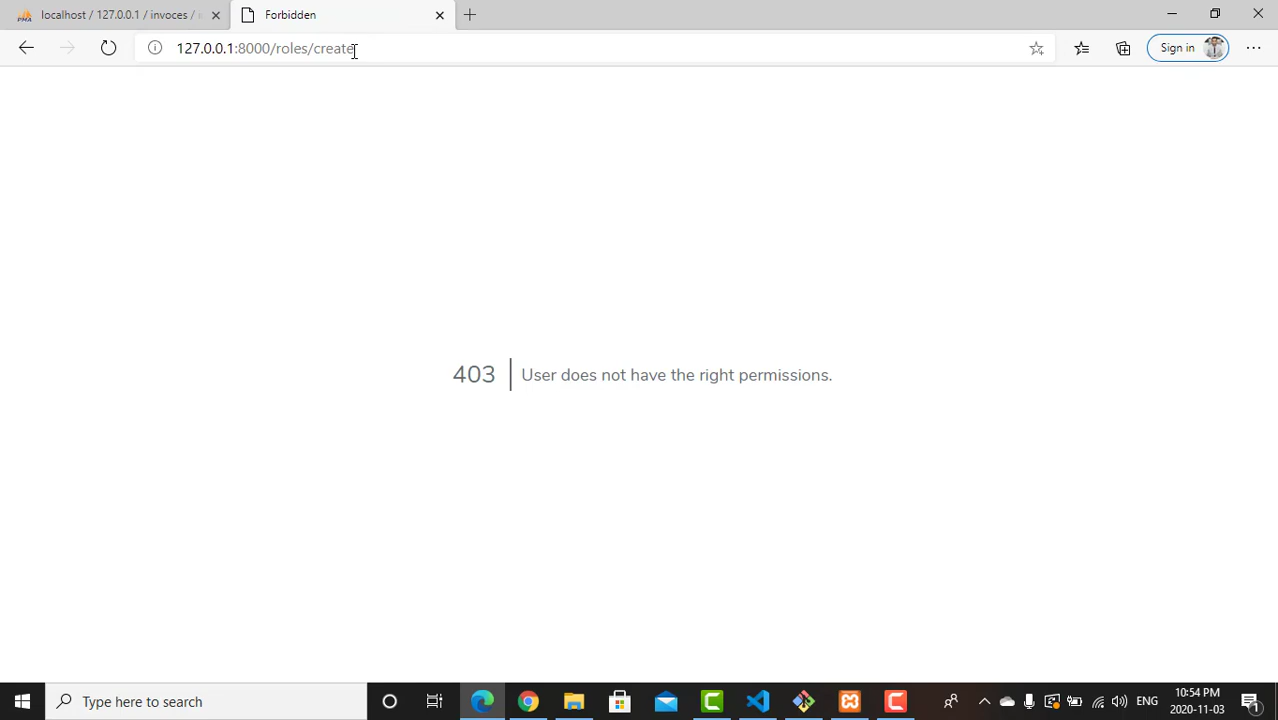 localhost / 127.0.0.1 / invoces /
Forbidden
127.0.0.1:8000/roles/create
Sign in
403
User does not have the right permissions.
Type here to search
ENG
10:54 PM
2020-11-03
1